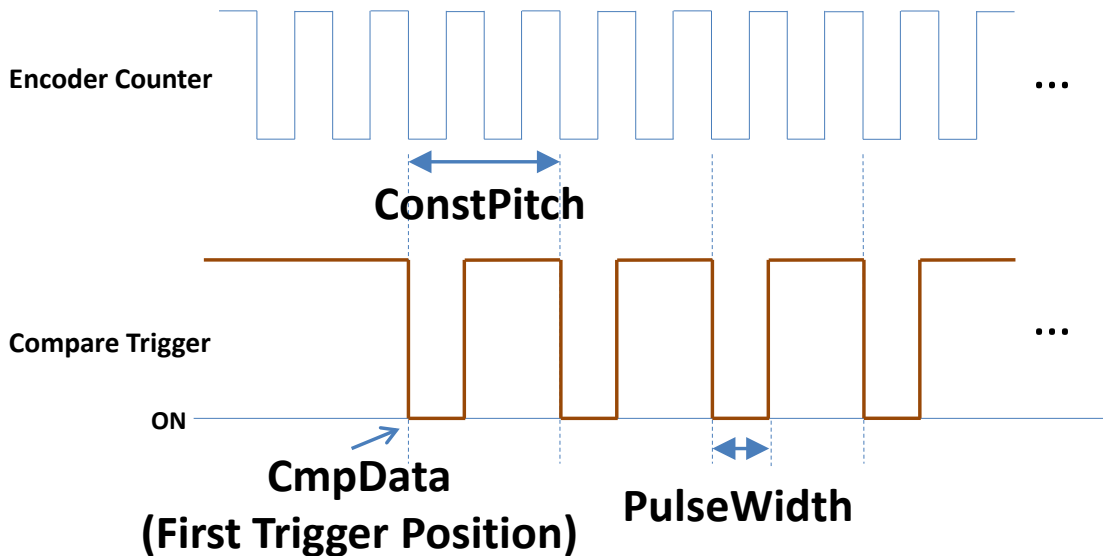 Encoder Counter
...
ConstPitch
Compare Trigger
...
ON
CmpData
(First Trigger Position)
PulseWidth